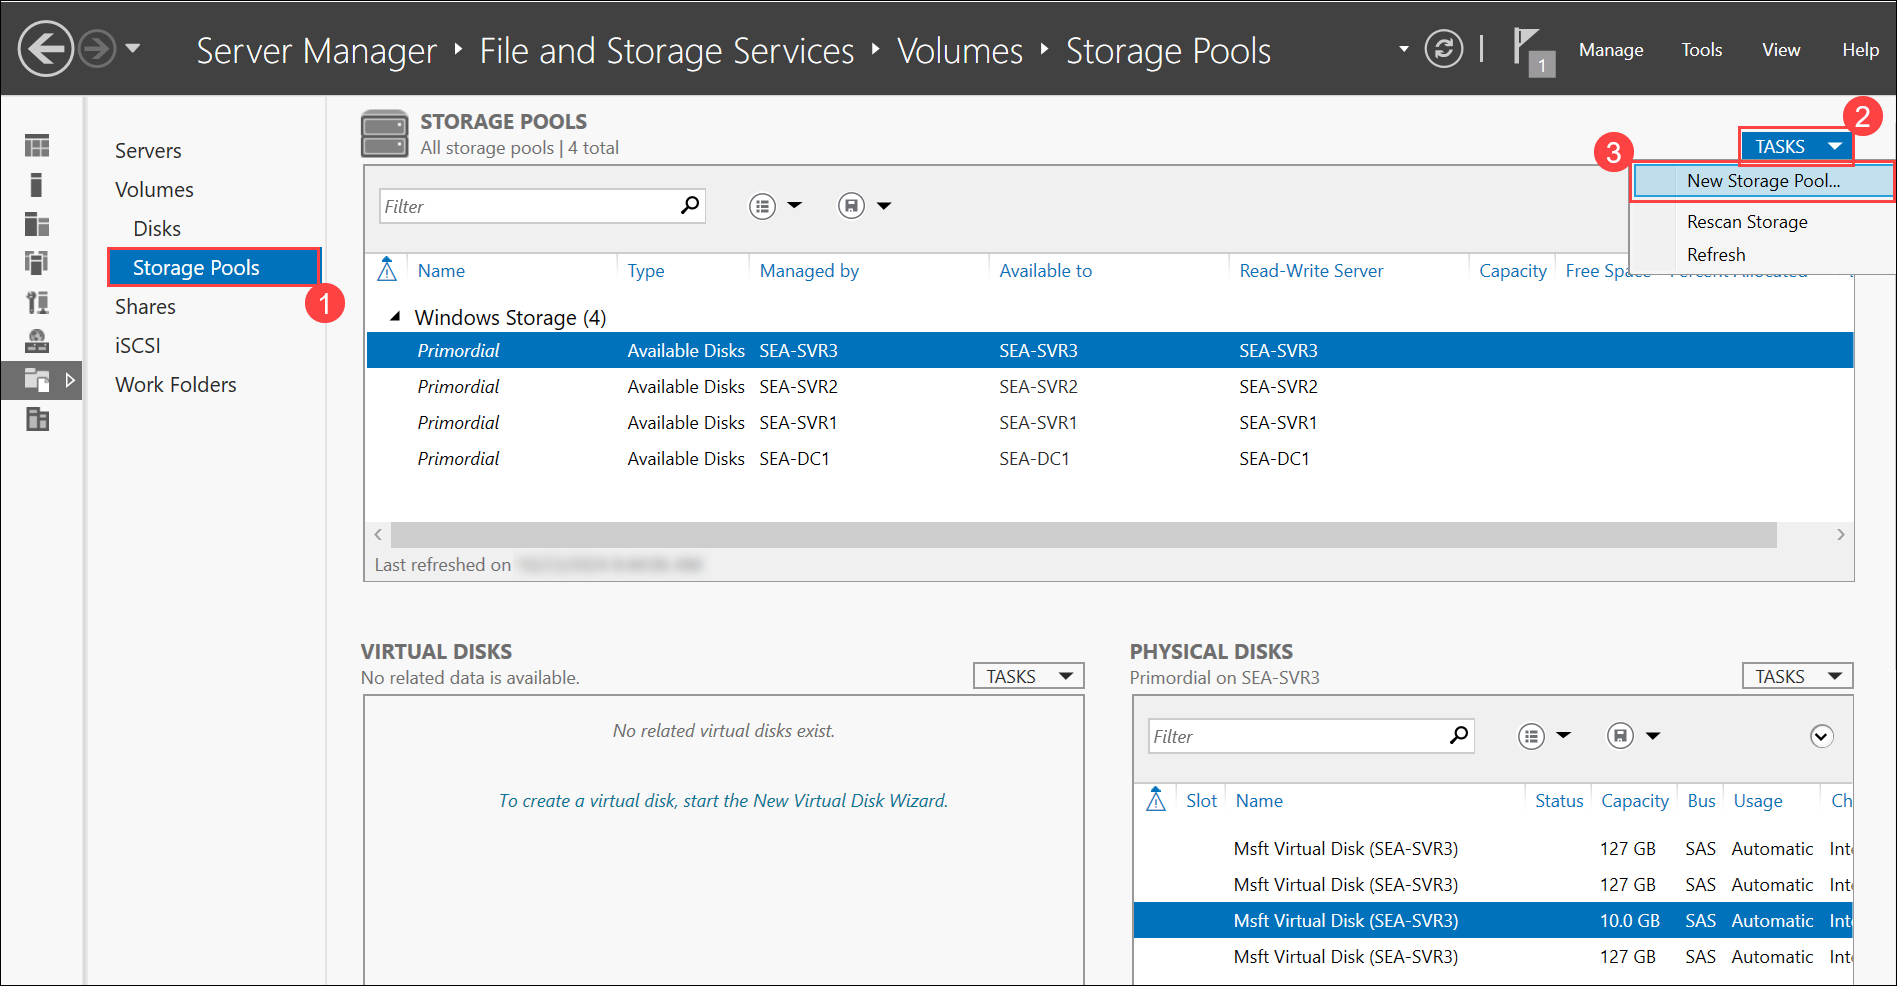 Server Manager ‣ File and Storage Services ‣ Volumes ‣ Storage Pools
1
Manage Tools View Help
Servers
Volumes
Disks
Storage Pools
1
Shares
iSCSI
Work Folders
STORAGE POOLS
All storage pools | 4 total
2
TASKS
3
New Storage Pool...
Rescan Storage
Refresh
Filter
Name Type Managed by Available to Read-Write Server Capacity Free Space Percent Allocated
Windows Storage (4)
Primordial Available Disks SEA-SVR3 SEA-SVR3 SEA-SVR3
Primordial Available Disks SEA-SVR2 SEA-SVR2 SEA-SVR2
Primordial Available Disks SEA-SVR1 SEA-SVR1 SEA-SVR1
Primordial Available Disks SEA-DC1 SEA-DC1 SEA-DC1
Last refreshed on
VIRTUAL DISKS
No related data is available.
TASKS
No related virtual disks exist.
To create a virtual disk, start the New Virtual Disk Wizard.
PHYSICAL DISKS
Primordial on SEA-SVR3
TASKS
Filter
Slot Name Status Capacity Bus Usage Ch
Msft Virtual Disk (SEA-SVR3) 127 GB SAS Automatic Int
Msft Virtual Disk (SEA-SVR3) 127 GB SAS Automatic Int
Msft Virtual Disk (SEA-SVR3) 10.0 GB SAS Automatic Int
Msft Virtual Disk (SEA-SVR3) 127 GB SAS Automatic Int